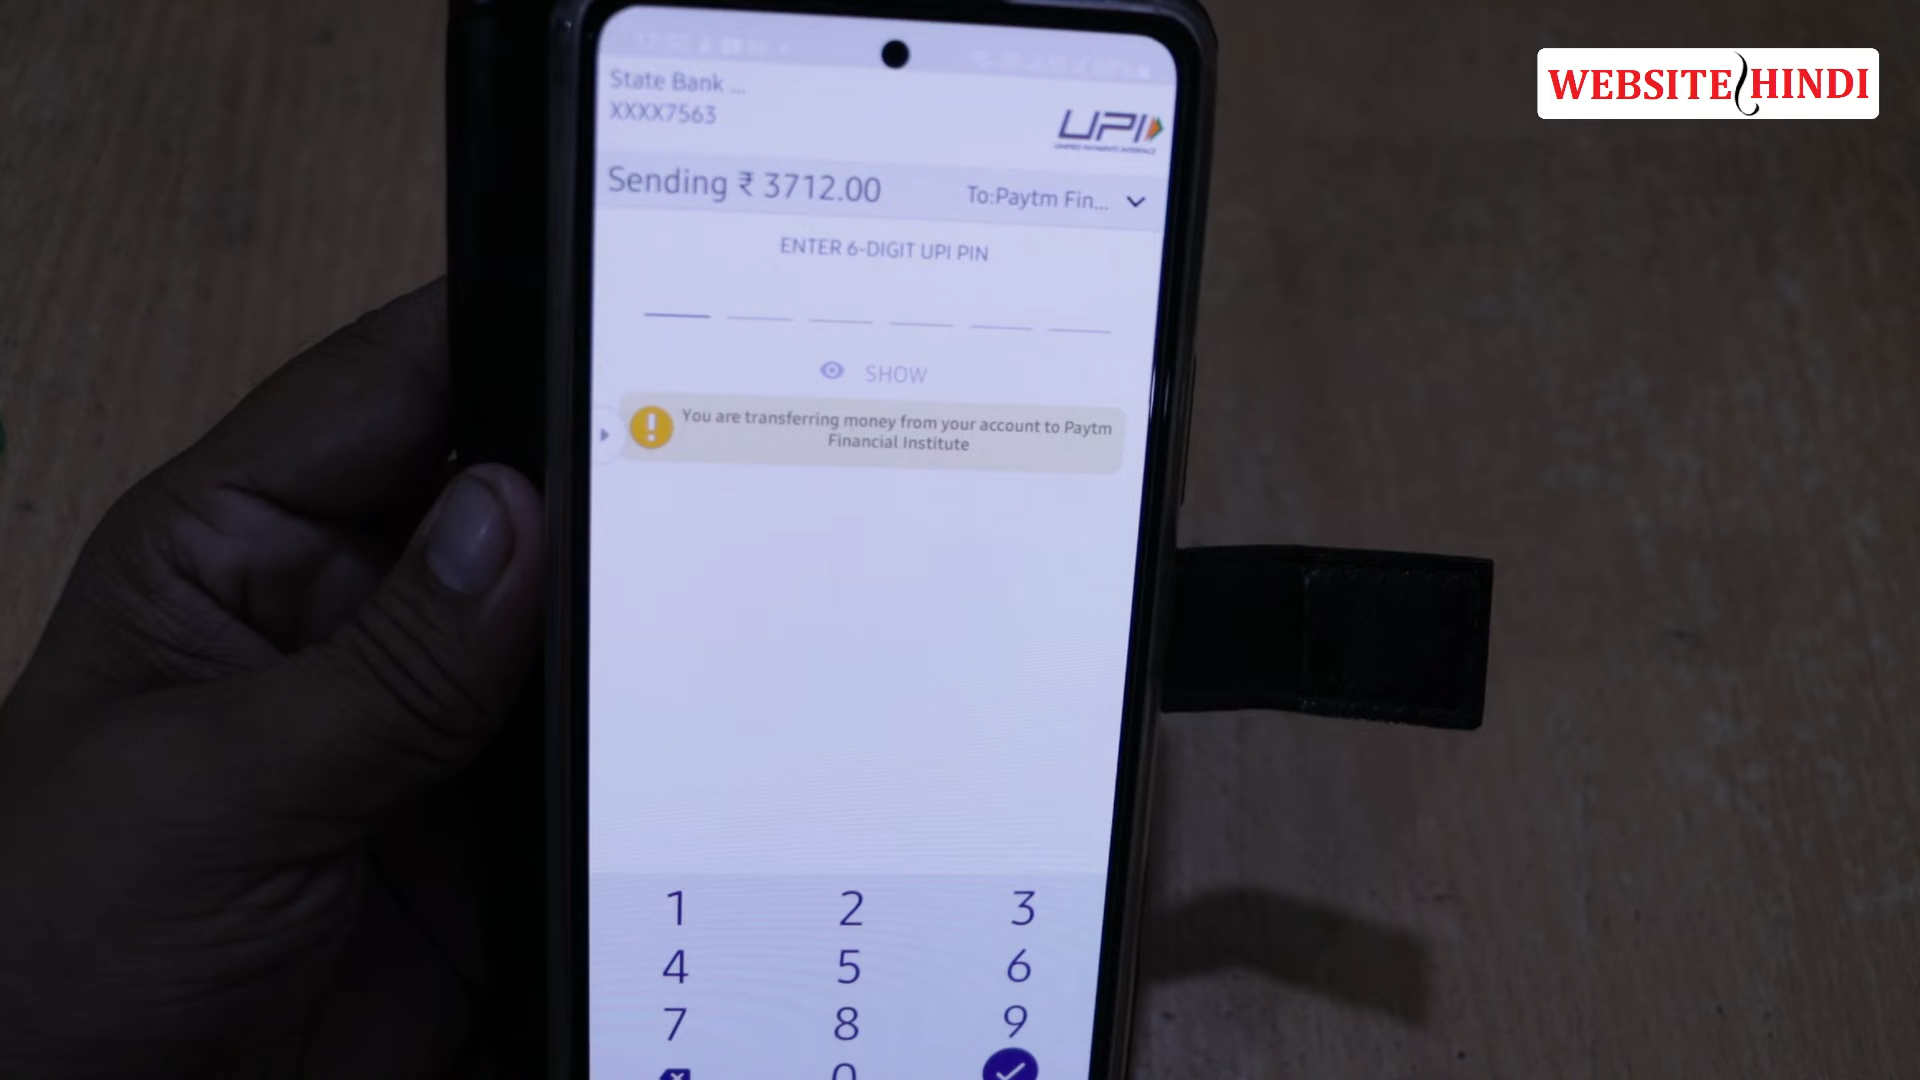 WEBSITE HINDI
State Bank ...
XXXX7563
UPI
Sending ₹ 3712.00
To:Paytm Fin...
ENTER 6-DIGIT UPI PIN
SHOW
You are transferring money from your account to Paytm
Financial Institute
1 2 3
4 5 6
7 8 9
0